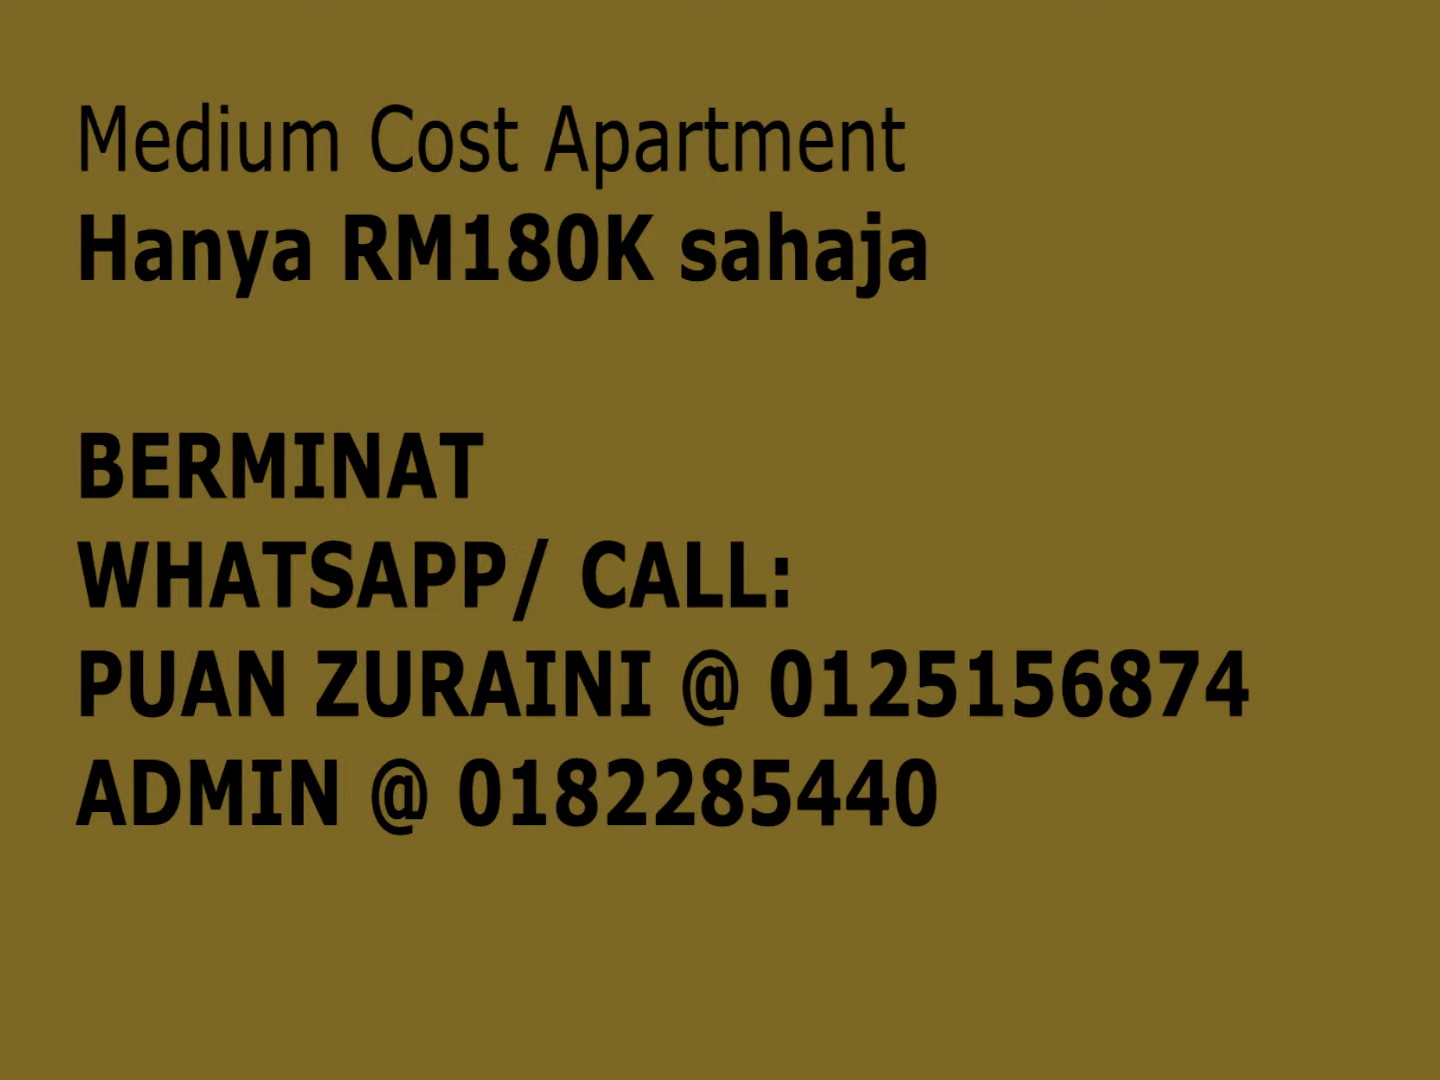 Medium Cost Apartment
Hanya RM180K sahaja
BERMINAT
WHATSAPP/ CALL:
PUAN ZURAINI @ 0125156874
ADMIN @ 0182285440